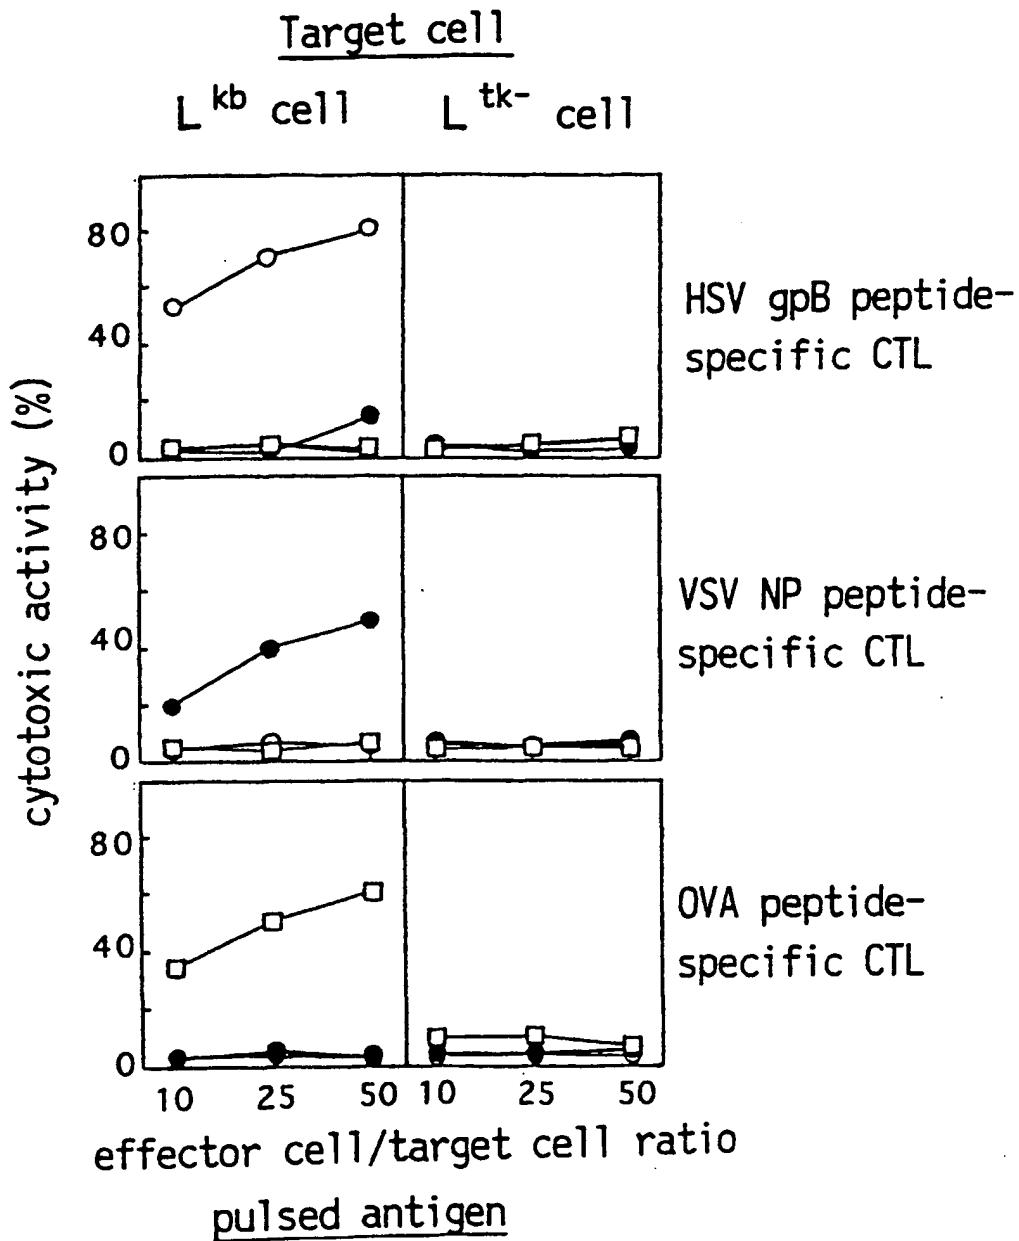 Target cell
L kb cell L tk- cell
80
40
0
HSV gpB peptide-
specific CTL
80
40
0
VSV NP peptide-
specific CTL
80
40
0
OVA peptide-
specific CTL
cytotoxic activity (%)
10 25 50 10 25 50
effector cell/target cell ratio
pulsed antigen